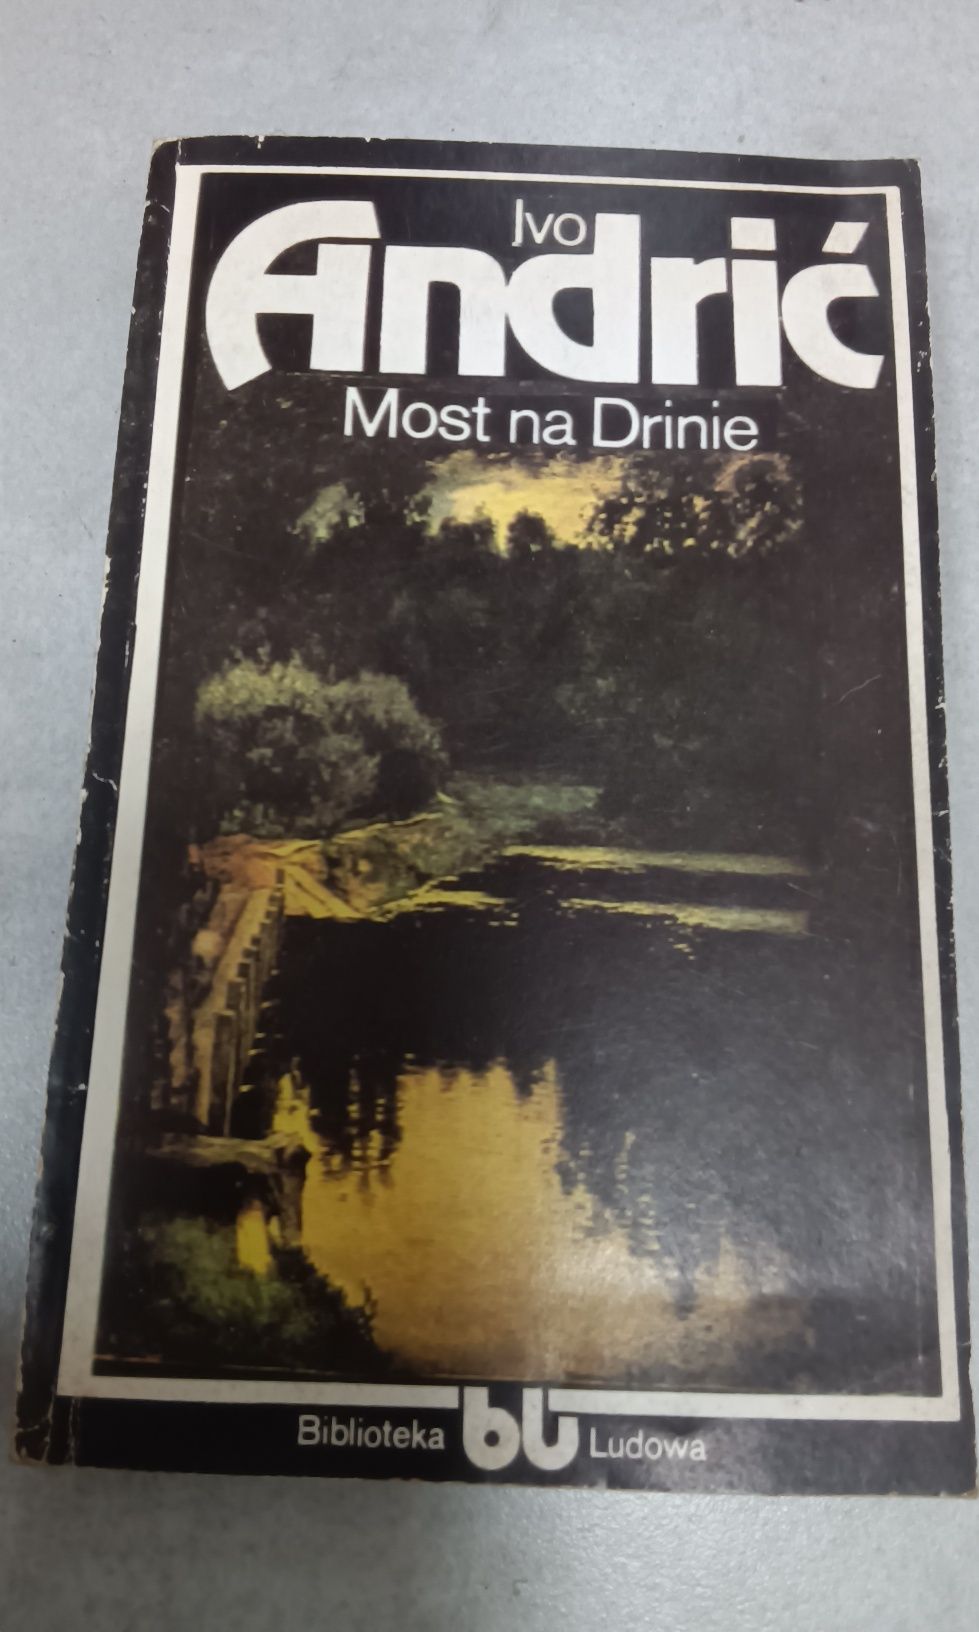 Ivo
Andrić
Most na Drinie
Biblioteka bl Ludowa